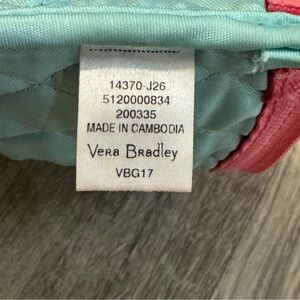 14370-J26
5120000834
200335
MADE IN CAMBODIA
Vera Bradley
VBG17